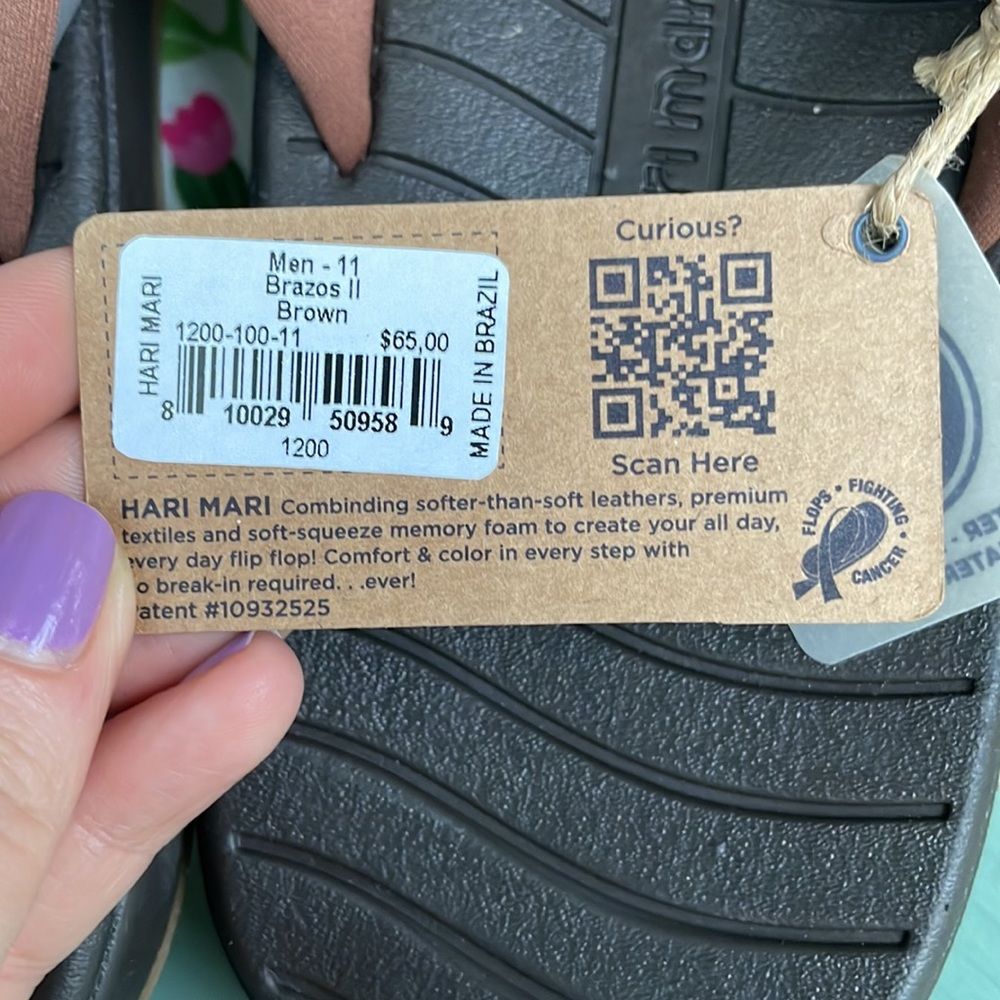 hari mari
Men - 11
Brazos II
Brown
1200-100-11 $65,00
HARI MARI
MADE IN BRAZIL
8 10029 50958 9
1200
Curious?
Scan Here
HARI MARI Combinding softer-than-soft leathers, premium
textiles and soft-squeeze memory foam to create your all day,
every day flip flop! Comfort & color in every step with
o break-in required. . .ever!
atent #10932525
FLOPS • FIGHTING • CANCER •